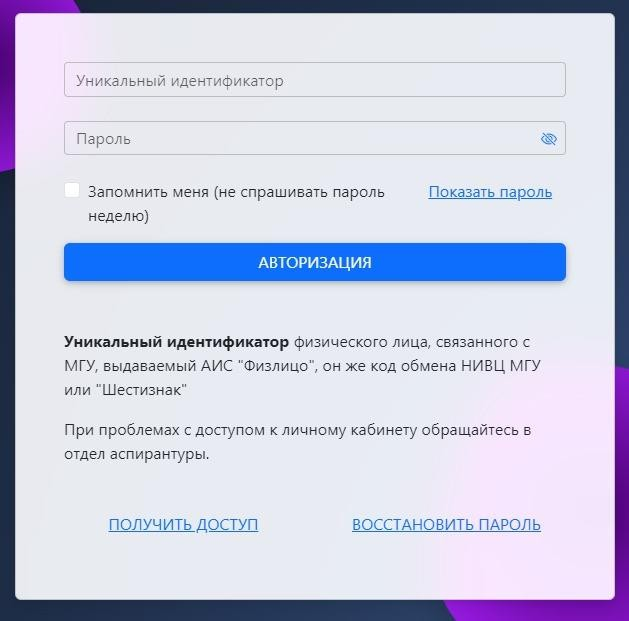 Уникальный идентификатор
Пароль
Запомнить меня (не спрашивать пароль
неделю)
Показать пароль
АВТОРИЗАЦИЯ
Уникальный идентификатор физического лица, связанного с
МГУ, выдаваемый АИС "Физлицо", он же код обмена НИВЦ МГУ
или "Шестизнак"
При проблемах с доступом к личному кабинету обращайтесь в
отдел аспирантуры.
ПОЛУЧИТЬ ДОСТУП
ВОССТАНОВИТЬ ПАРОЛЬ